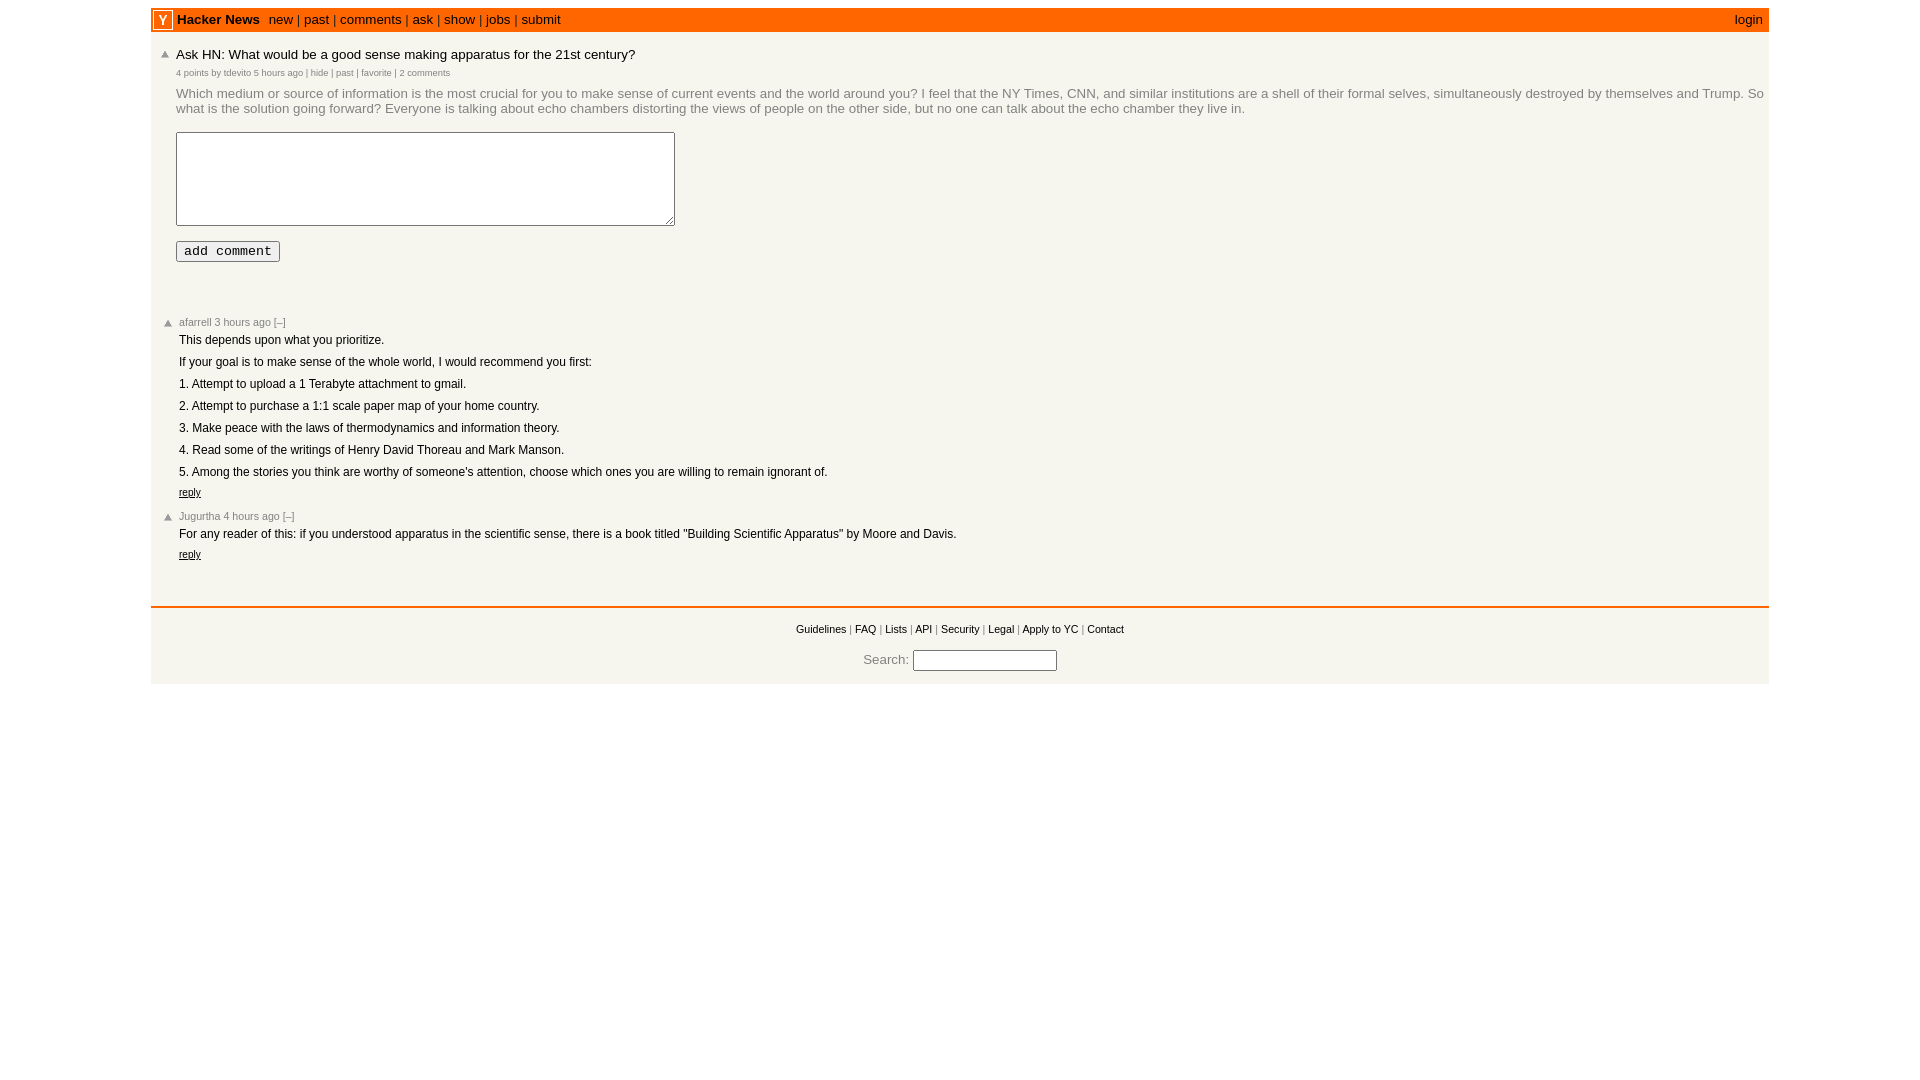 Y Hacker News new | past | comments | ask | show | jobs | submit login
Ask HN: What would be a good sense making apparatus for the 21st century?
4 points by tdevito 5 hours ago | hide | past | favorite | 2 comments
Which medium or source of information is the most crucial for you to make sense of current events and the world around you? I feel that the NY Times, CNN, and similar institutions are a shell of their formal selves, simultaneously destroyed by themselves and Trump. So
what is the solution going forward? Everyone is talking about echo chambers distorting the views of people on the other side, but no one can talk about the echo chamber they live in.
add comment
afarrell 3 hours ago [–]
This depends upon what you prioritize.
If your goal is to make sense of the whole world, I would recommend you first:
1. Attempt to upload a 1 Terabyte attachment to gmail.
2. Attempt to purchase a 1:1 scale paper map of your home country.
3. Make peace with the laws of thermodynamics and information theory.
4. Read some of the writings of Henry David Thoreau and Mark Manson.
5. Among the stories you think are worthy of someone's attention, choose which ones you are willing to remain ignorant of.
reply
Jugurtha 4 hours ago [–]
For any reader of this: if you understood apparatus in the scientific sense, there is a book titled "Building Scientific Apparatus" by Moore and Davis.
reply
Guidelines | FAQ | Lists | API | Security | Legal | Apply to YC | Contact
Search: